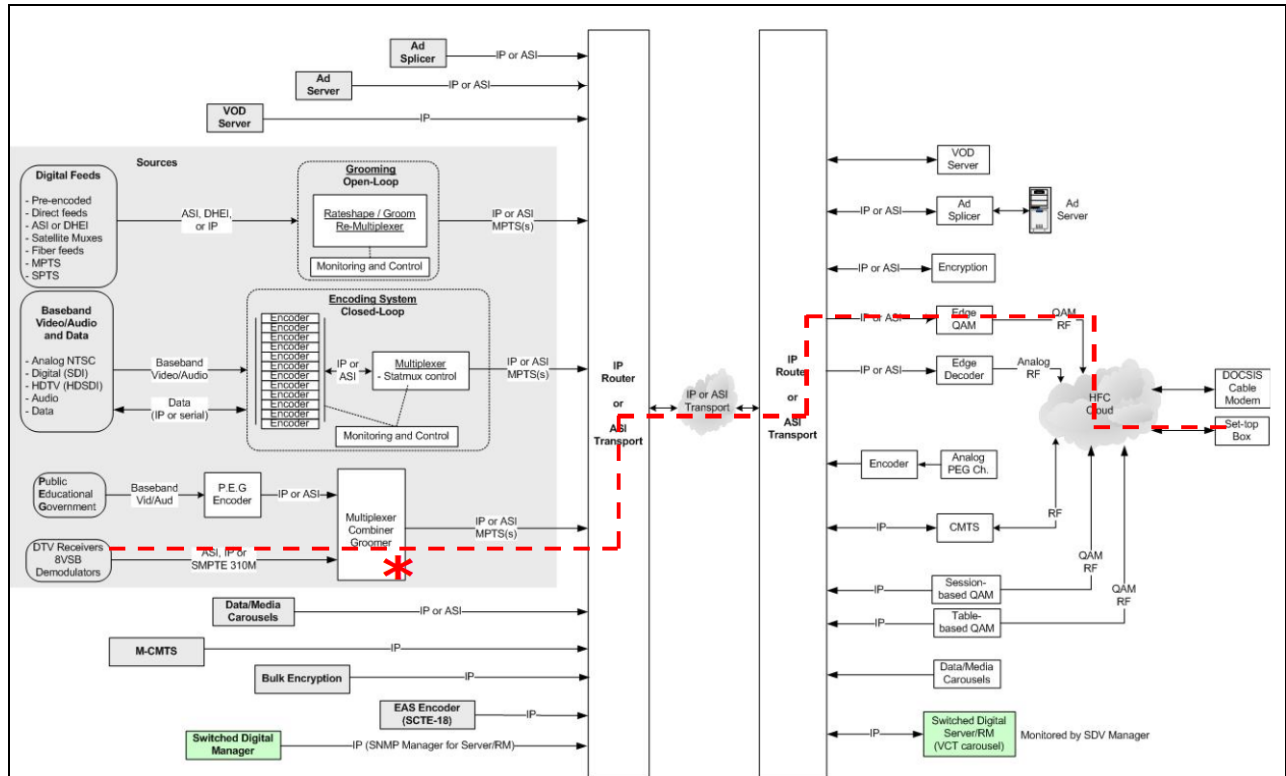 Ad
Splicer
IP or ASI
Ad
Server
IP or ASI
VOD
Server
IP
Sources
Digital Feeds
- Pre-encoded
- Direct feeds
- ASI or DHEI
- Satellite Muxes
- Fiber feeds
- MPTS
- SPTS
ASI, DHEI,
or IP
Grooming
Open-Loop
Rateshape / Groom
Re-Multiplexer
Monitoring and Control
IP or ASI
MPTS(s)
Baseband
Video/Audio
and Data
- Analog NTSC
- Digital (SDI)
- HDTV (HDSDI)
- Audio
- Data
Baseband
Video/Audio
Data
(IP or serial)
Encoding System
Closed-Loop
Encoder
Encoder
Encoder
Encoder
Encoder
Encoder
Encoder
Encoder
Encoder
Encoder
Encoder
Encoder
IP or
ASI
Multiplexer
- Statmux control
Monitoring and Control
IP or ASI
MPTS(s)
Public
Educational
Government
Baseband
Vid/Aud
P.E.G
Encoder
IP or ASI
Multiplexer
Combiner
Groomer
IP or ASI
MPTS(s)
DTV Receivers
8VSB
Demodulators
ASI, IP or
SMPTE 310M
Data/Media
Carousels
IP or ASI
M-CMTS
IP
Bulk Encryption
IP
EAS Encoder
(SCTE-18)
IP
Switched Digital
Manager
IP (SNMP Manager for Server/RM)
IP
Router
or
ASI
Transport
IP or ASI
Transport
IP
Router
or
ASI
Transport
VOD
Server
IP or ASI
Ad
Splicer
Ad
Server
IP or ASI
Encryption
IP or ASI
Edge
QAM
QAM
RF
IP or ASI
Edge
Decoder
Analog
RF
HFC
Cloud
DOCSIS
Cable
Modem
Set-top
Box
Encoder
Analog
PEG Ch.
IP
CMTS
RF
QAM
RF
QAM
RF
IP
Session-
based QAM
IP
Table-
based QAM
Data/Media
Carousels
IP
Switched Digital
Server/RM
(VCT carousel)
Monitored by SDV Manager